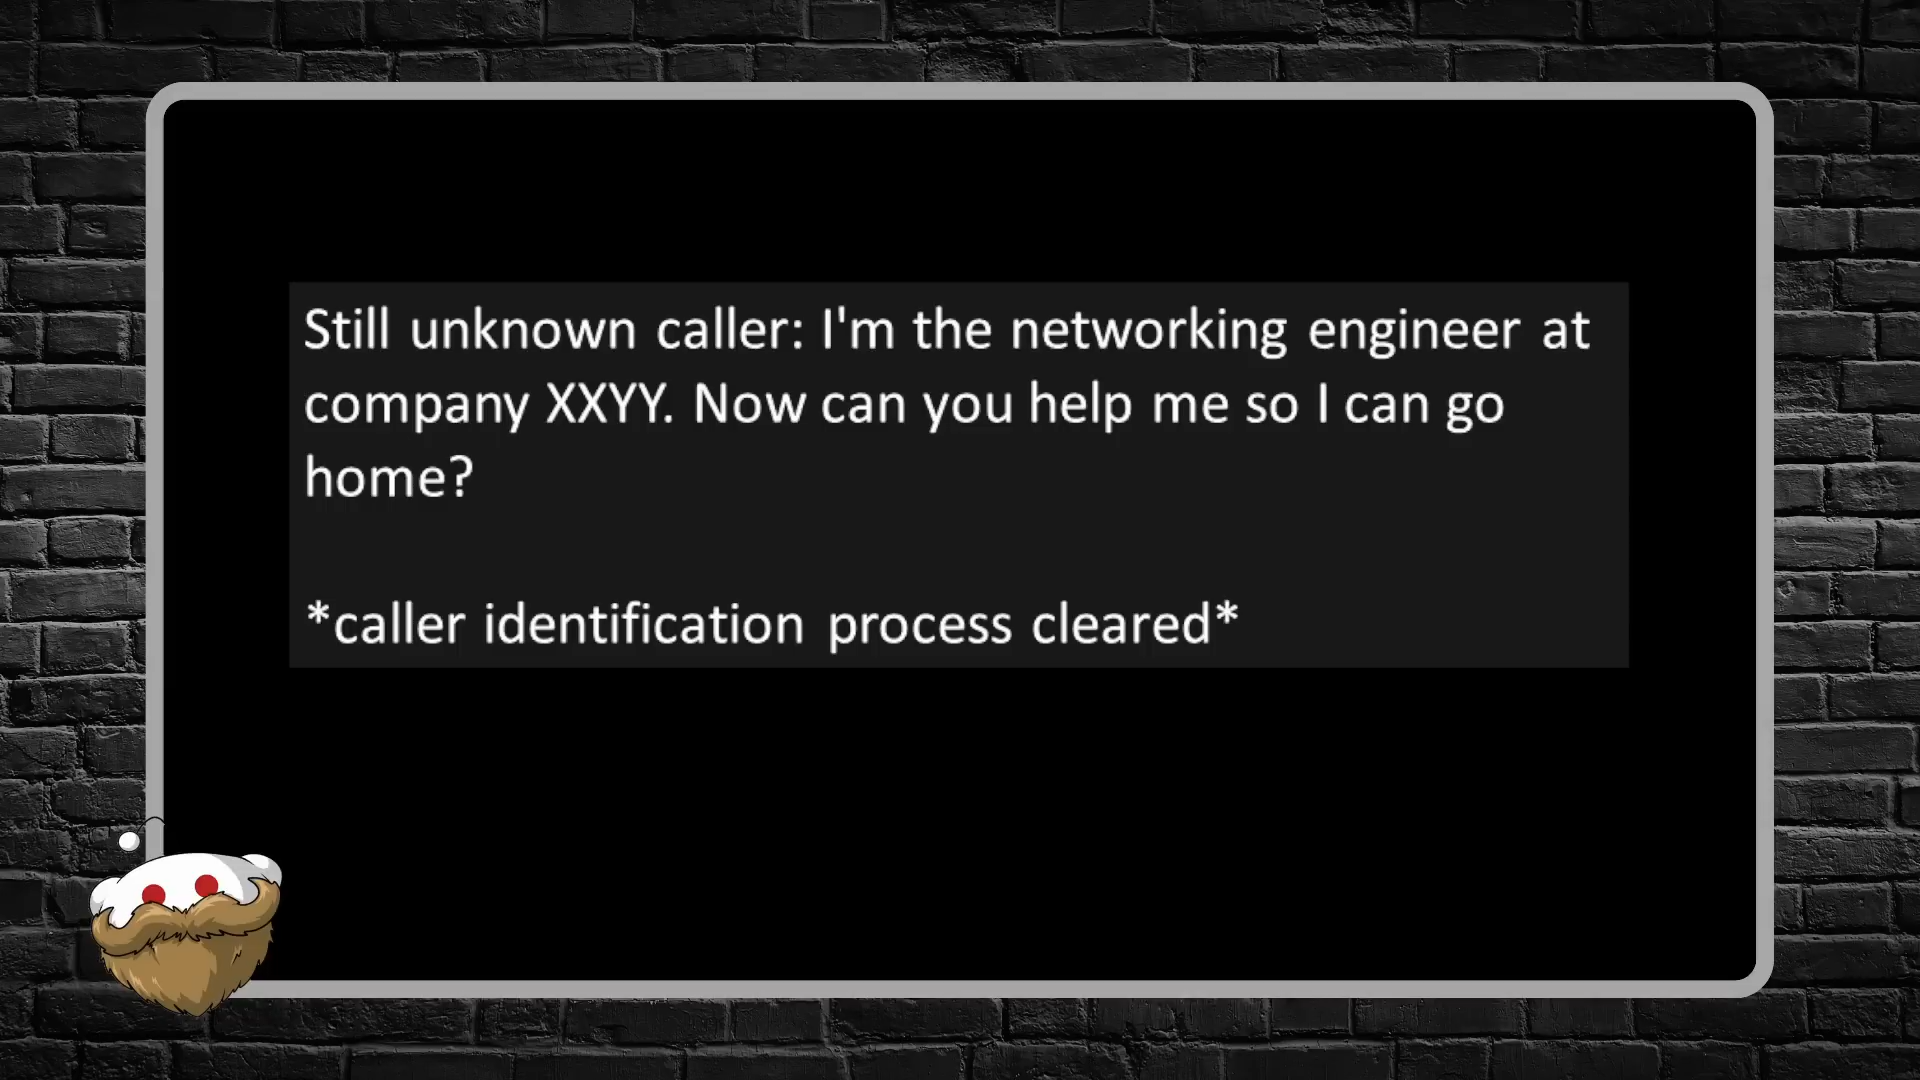 Still unknown caller: I'm the networking engineer at
company XXYY. Now can you help me so I can go
home?
*caller identification process cleared*